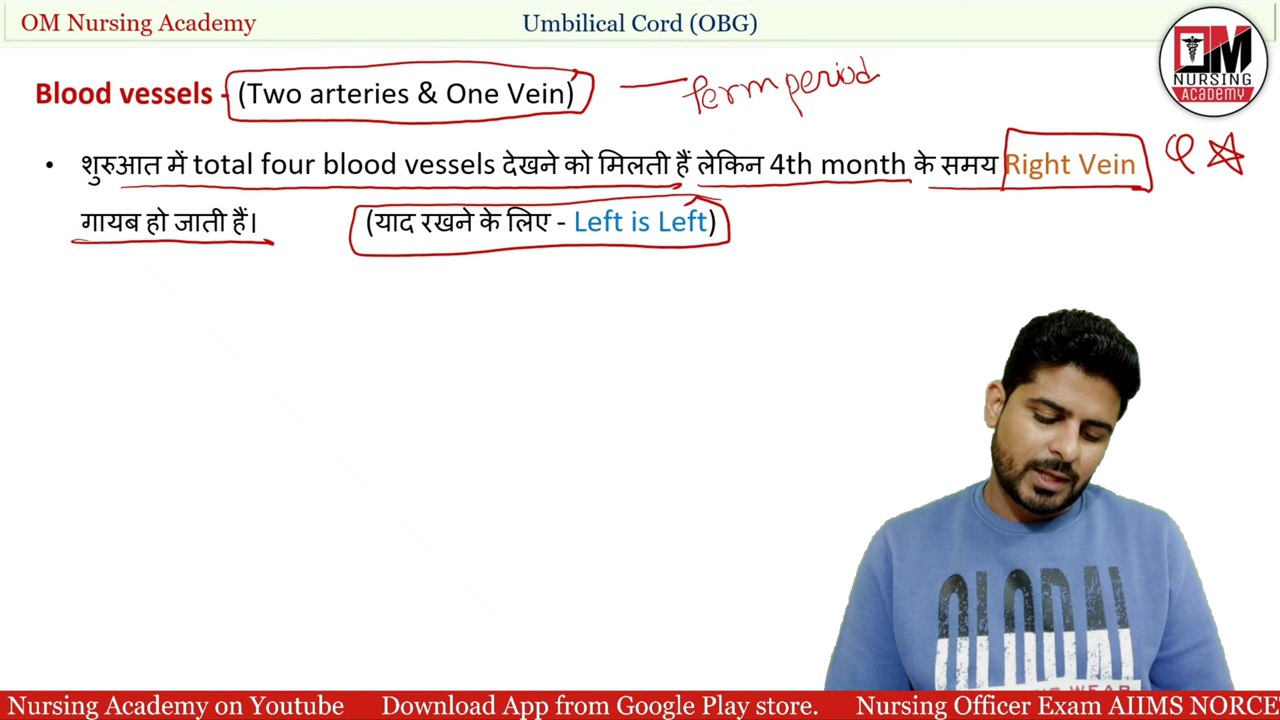 OM Nursing Academy
Umbilical Cord (OBG)
OM
NURSING
ACADEMY
Blood vessels - (Two arteries & One Vein)
Term period
• शुरुआत में total four blood vessels देखने को मिलती हैं लेकिन 4th month के समय Right Vein
गायब हो जाती हैं। (याद रखने के लिए - Left is Left)
Q
GLOBAL
WEAR
Nursing Academy on Youtube Download App from Google Play store. Nursing Officer Exam AIIMS NORCE